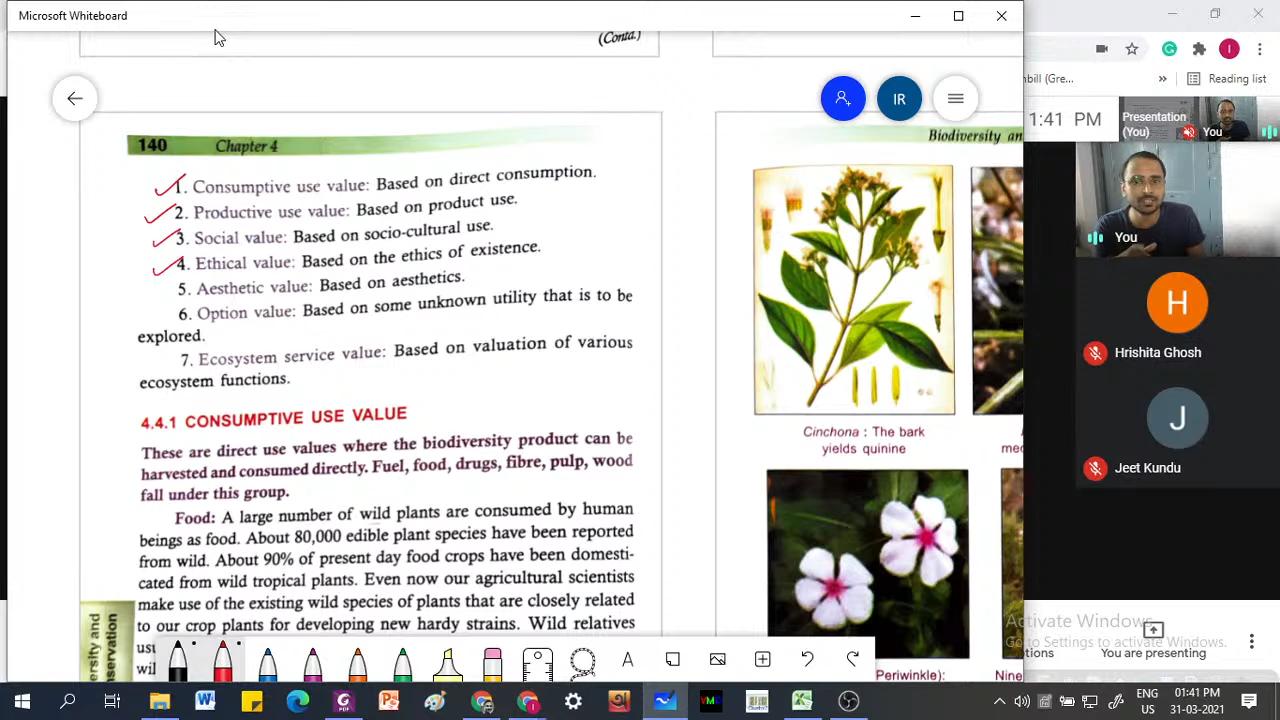 Microsoft Whiteboard
(Contd.)
nbill (Gre...
»
Reading list
IR
1:41 PM
Presentation
(You)
You
140 Chapter 4
Biodiversity an
1. Consumptive use value: Based on direct consumption.
2. Productive use value: Based on product use.
3. Social value: Based on socio-cultural use.
4. Ethical value: Based on the ethics of existence.
5. Aesthetic value: Based on aesthetics.
6. Option value: Based on some unknown utility that is to be
explored.
7. Ecosystem service value: Based on valuation of various
ecosystem functions.
4.4.1 CONSUMPTIVE USE VALUE
These are direct use values where the biodiversity product can be
harvested and consumed directly. Fuel, food, drugs, fibre, pulp, wood
fall under this group.
Food: A large number of wild plants are consumed by human
beings as food. About 80,000 edible plant species have been reported
from wild. About 90% of present day food crops have been domesti-
cated from wild tropical plants. Even now our agricultural scientists
make use of the existing wild species of plants that are closely related
to our crop plants for developing new hardy strains. Wild relatives
usu
wil
ersity and
nservation
Cinchona : The bark
yields quinine
med
Periwinkle):
Nine
You
H
Hrishita Ghosh
J
Jeet Kundu
Activate Windows
Go to Settings to activate Windows.
ptions
You are presenting
A
ENG
US
01:41 PM
31-03-2021